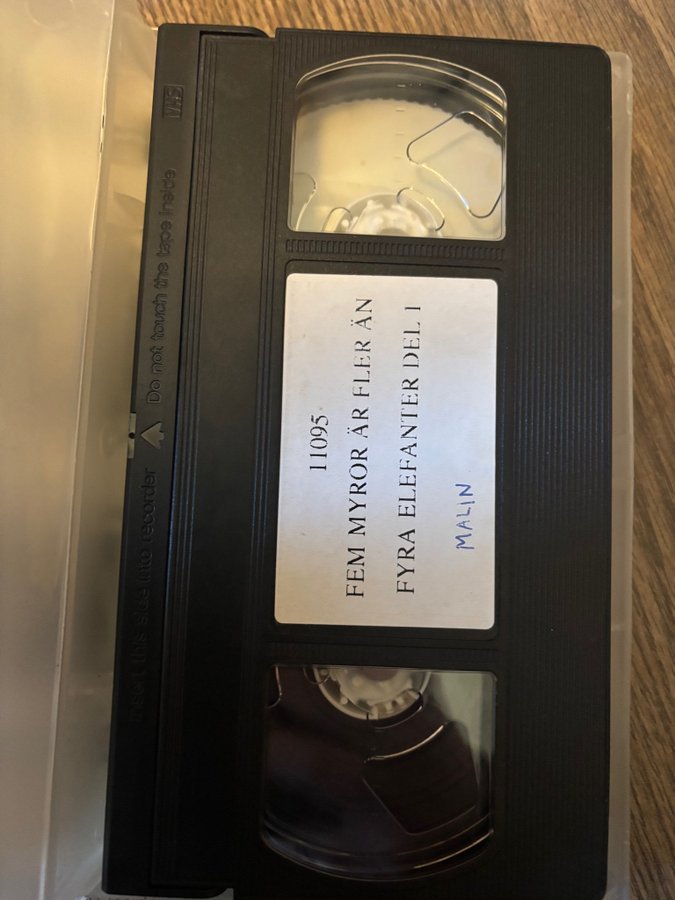 VHS
Insert this side into recorder
Do not touch the tape inside
11095
FEM MYROR ÄR FLER ÄN
FYRA ELEFANTER DEL 1
MALIN